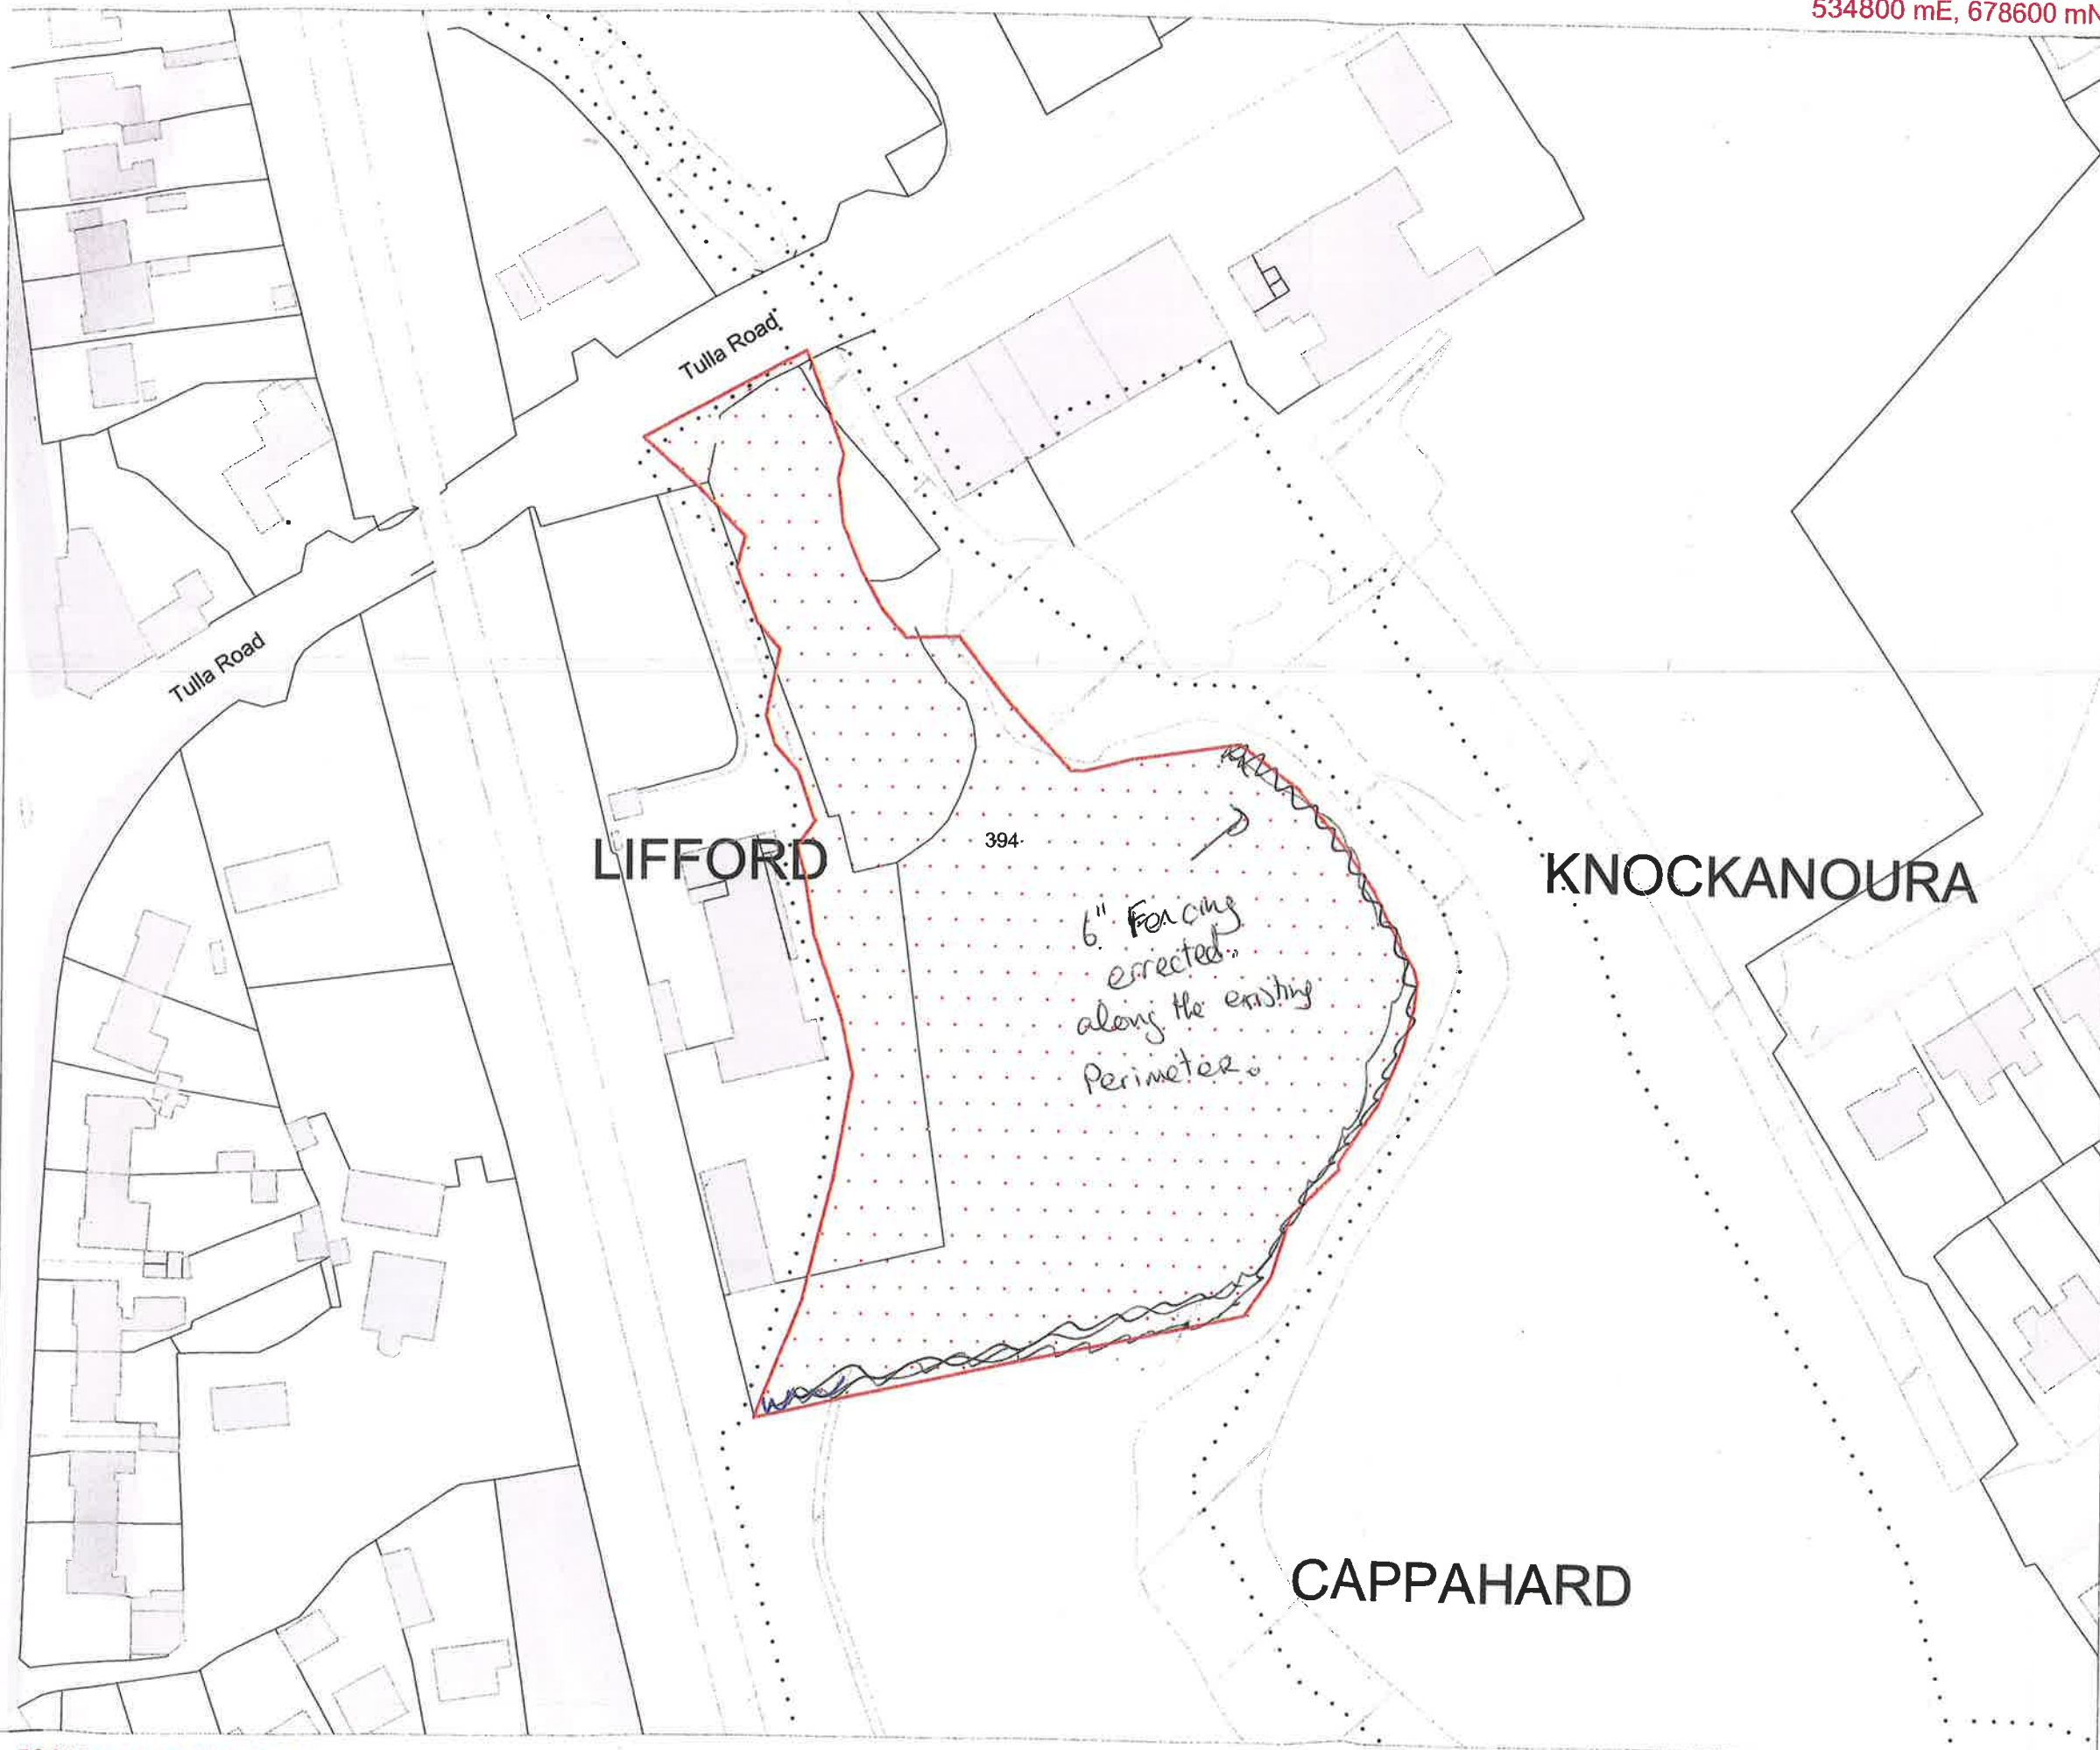 534800 mE, 678600 mN
Tulla Road
Tulla Road
394
LIFFORD
KNOCKANOURA
6" Fencing
errected
along the existing
Perimeter.
CAPPAHARD